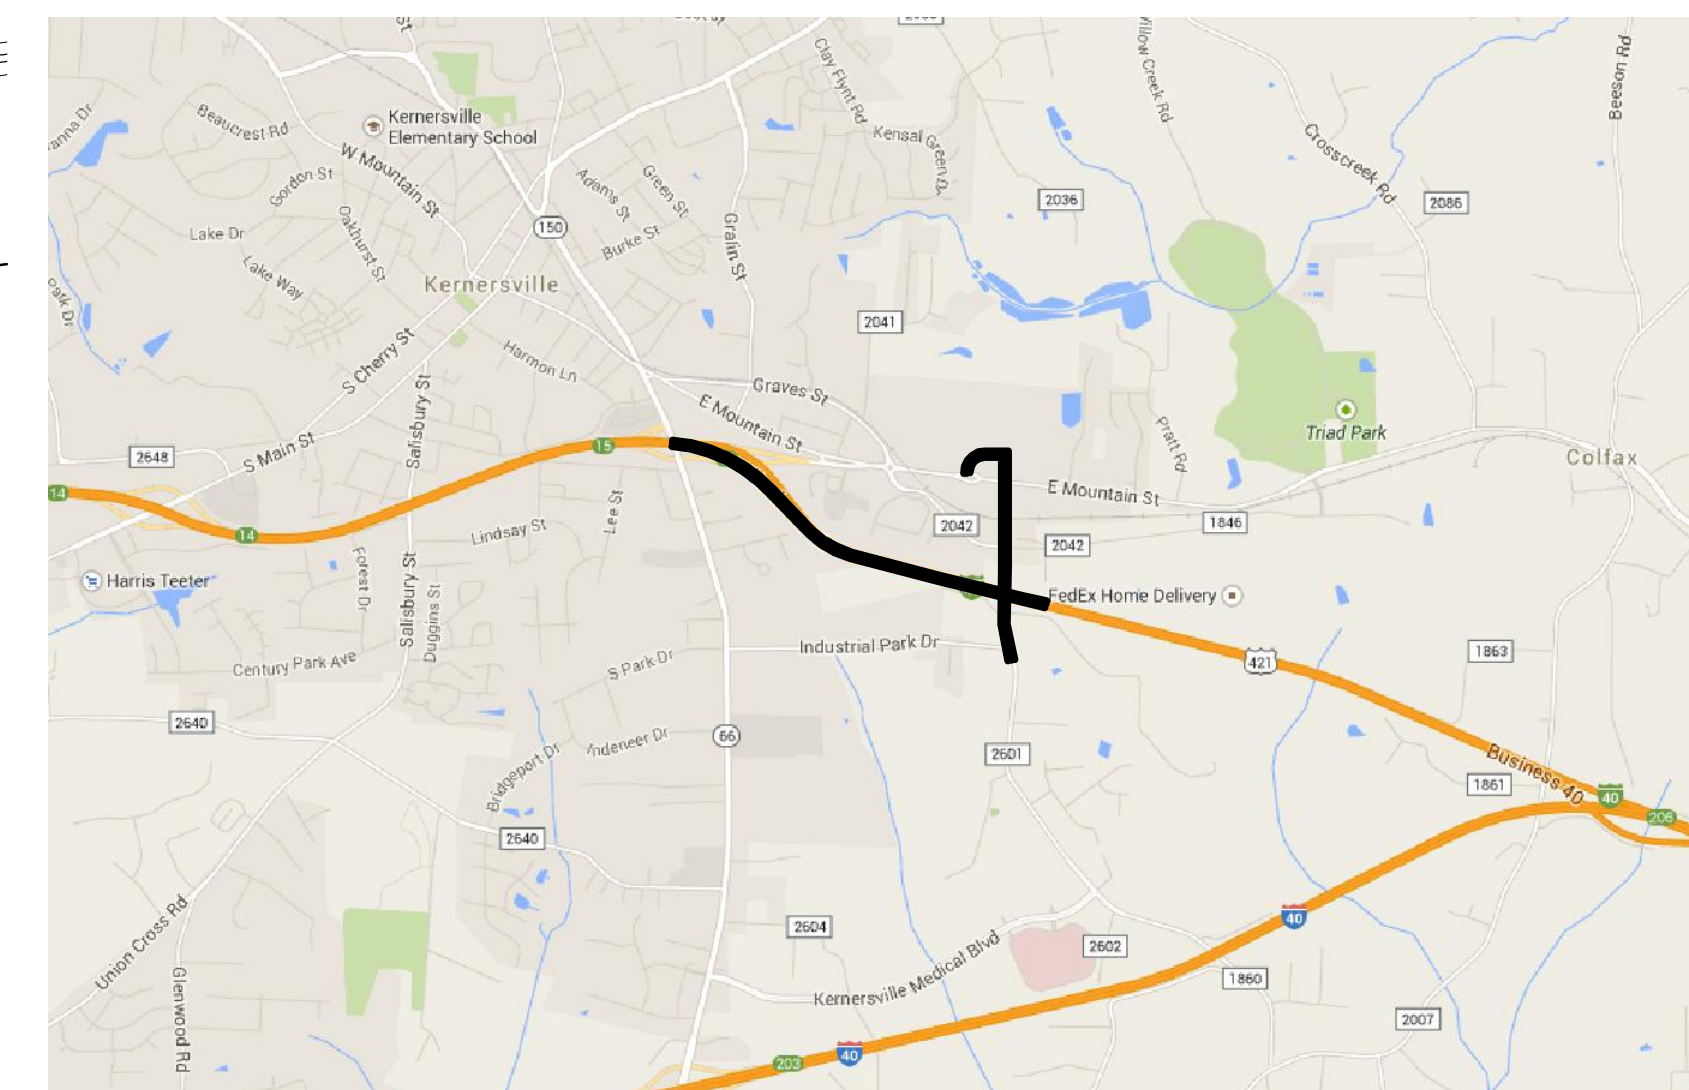 Clay Flynt Rd
Willow Creek Rd
Beeson Rd
Kernersville
Elementary School
Beaucrest Rd
W Mountain St
Gordon St
Oakhurst St
Lake Dr
Lake Way
Park Dr
Adams St
Green St
Burke St
Gralin St
150
Kernersville
2036
Crosscreek Rd
2086
2041
S Cherry St
Harmon Ln
Graves St
E Mountain St
Salisbury St
S Main St
2648
15
14
14
Pratt Rd
Triad Park
Colfax
E Mountain St
2042
1846
2042
Lindsay St
Lee St
Forest Dr
Salisbury St
Duggins St
Harris Teeter
FedEx Home Delivery
Industrial Park Dr
S Park Dr
Century Park Ave
421
1863
2640
66
2601
Bridgeport Dr
Business 40
1861
40
206
2640
Union Cross Rd
Glenwood Rd
2604
2602
Kernersville Medical Blvd
40
1860
2007
203
40